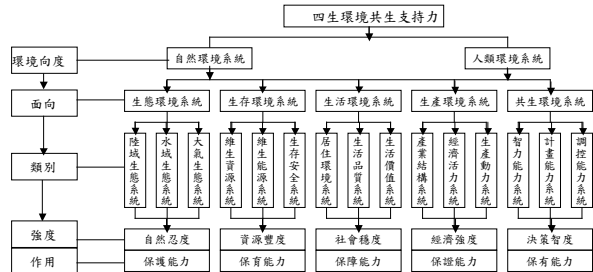 四生環境共生支持力
環境向度
自然環境系統
人類環境系統
面向
生態環境系統
生存環境系統
生活環境系統
生產環境系統
共生環境系統
類別
陸域生態系統
水域生態系統
大氣生態系統
維生資源系統
維生能源系統
生存安全系統
居住環境系統
生活品質系統
生活價值系統
產業結構系統
經濟活力系統
生產動力系統
智力能力系統
計畫能力系統
調控能力系統
強度
自然忍度
資源豐度
社會穩度
經濟強度
決策智度
作用
保護能力
保育能力
保障能力
保證能力
保有能力